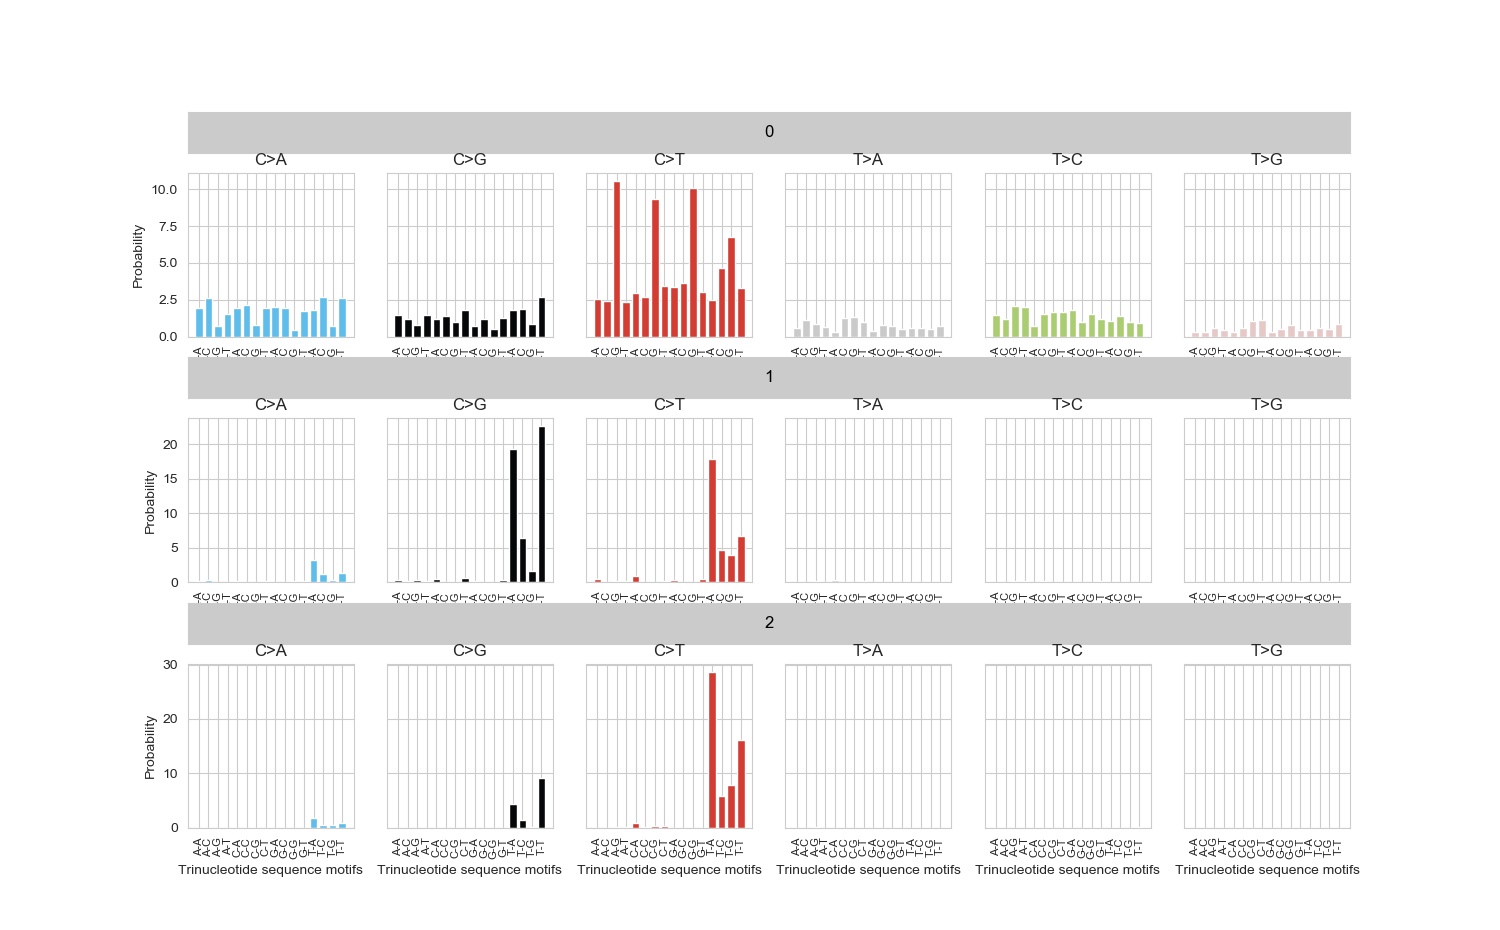 0
C>A C>G C>T T>A T>C T>G
Probability
10.0
7.5
5.0
2.5
0.0
1
C>A C>G C>T T>A T>C T>G
Probability
20
15
10
5
0
2
C>A C>G C>T T>A T>C T>G
Probability
30
20
10
0
A-A A-C A-G A-T C-A C-C C-G C-T G-A G-C G-G G-T T-A T-C T-G T-T
A-A A-C A-G A-T C-A C-C C-G C-T G-A G-C G-G G-T T-A T-C T-G T-T
A-A A-C A-G A-T C-A C-C C-G C-T G-A G-C G-G G-T T-A T-C T-G T-T
A-A A-C A-G A-T C-A C-C C-G C-T G-A G-C G-G G-T T-A T-C T-G T-T
A-A A-C A-G A-T C-A C-C C-G C-T G-A G-C G-G G-T T-A T-C T-G T-T
A-A A-C A-G A-T C-A C-C C-G C-T G-A G-C G-G G-T T-A T-C T-G T-T
Trinucleotide sequence motifs Trinucleotide sequence motifs Trinucleotide sequence motifs Trinucleotide sequence motifs Trinucleotide sequence motifs Trinucleotide sequence motifs